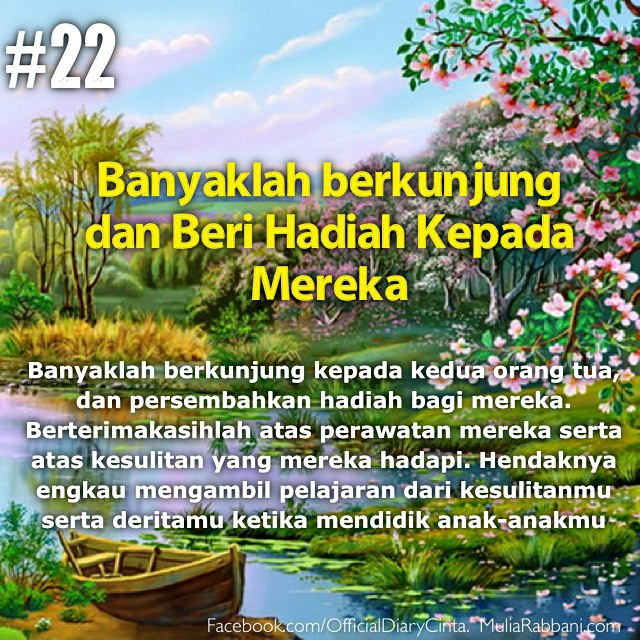 #22
Banyaklah berkunjung
dan Beri Hadiah Kepada
Mereka
Banyaklah berkunjung kepada kedua orang tua,
dan persembahkan hadiah bagi mereka.
Berterimakasihlah atas perawatan mereka serta
atas kesulitan yang mereka hadapi. Hendaknya
engkau mengambil pelajaran dari kesulitanmu
serta deritamu ketika mendidik anak-anakmu
Facebook.com/OfficialDiaryCinta. MuliaRabbani.com